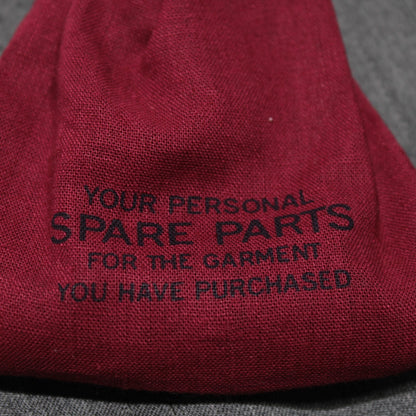 YOUR PERSONAL
SPARE PARTS
FOR THE GARMENT
YOU HAVE PURCHASED